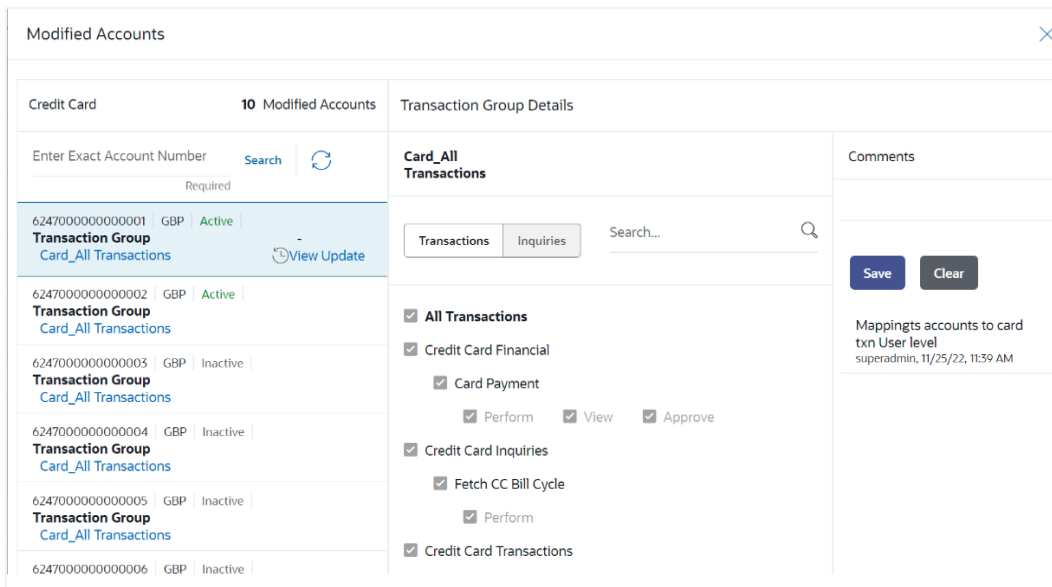 Modified Accounts
Credit Card
10 Modified Accounts
Transaction Group Details
Enter Exact Account Number
Search
Required
Card_All
Transactions
Comments
6247000000000001 GBP Active
Transaction Group
-
Card_All Transactions
View Update
Transactions
Inquiries
Search...
Save
Clear
6247000000000002 GBP Active
Transaction Group
Card_All Transactions
All Transactions
Credit Card Financial
Mappingts accounts to card
txn User level
superadmin, 11/25/22, 11:39 AM
6247000000000003 GBP Inactive
Transaction Group
Card_All Transactions
Card Payment
Perform View Approve
6247000000000004 GBP Inactive
Transaction Group
Card_All Transactions
Credit Card Inquiries
Fetch CC Bill Cycle
6247000000000005 GBP Inactive
Transaction Group
Card_All Transactions
Perform
Credit Card Transactions
6247000000000006 GBP Inactive